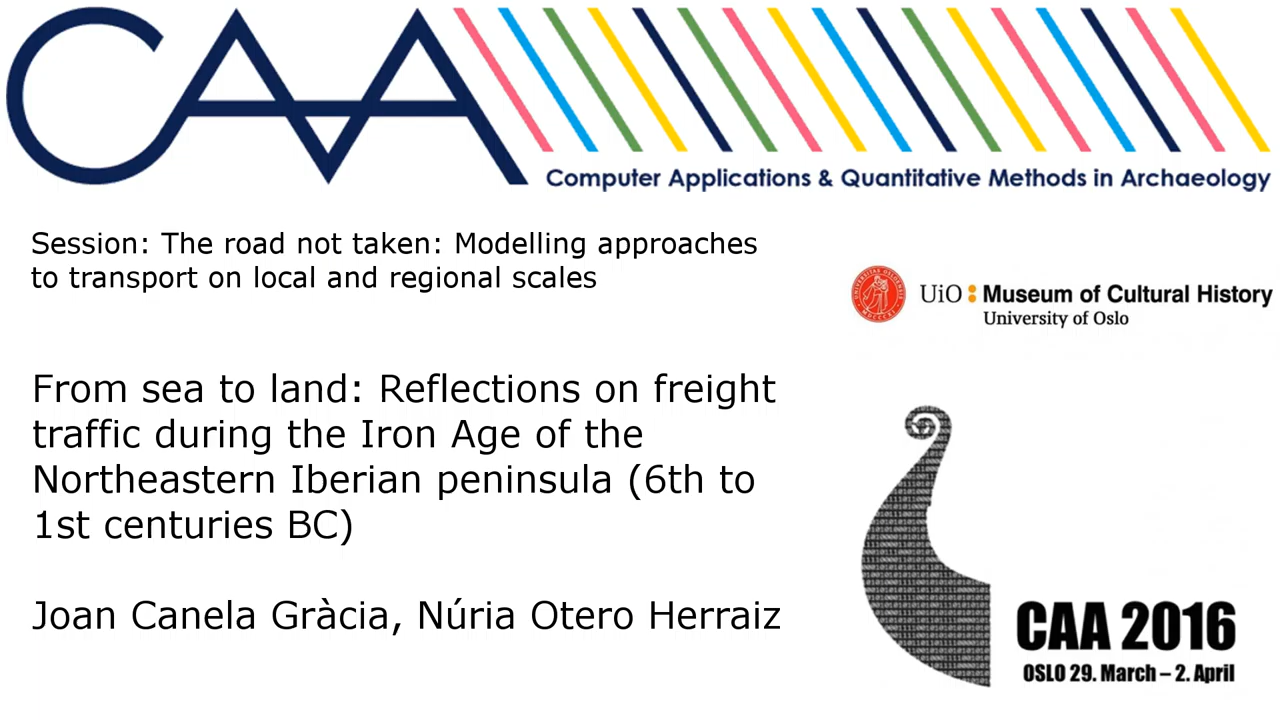 CAA
Computer Applications & Quantitative Methods in Archaeology
Session: The road not taken: Modelling approaches
to transport on local and regional scales
UiO : Museum of Cultural History
University of Oslo
From sea to land: Reflections on freight
traffic during the Iron Age of the
Northeastern Iberian peninsula (6th to
1st centuries BC)
Joan Canela Gràcia, Núria Otero Herraiz
CAA 2016
OSLO 29. March – 2. April